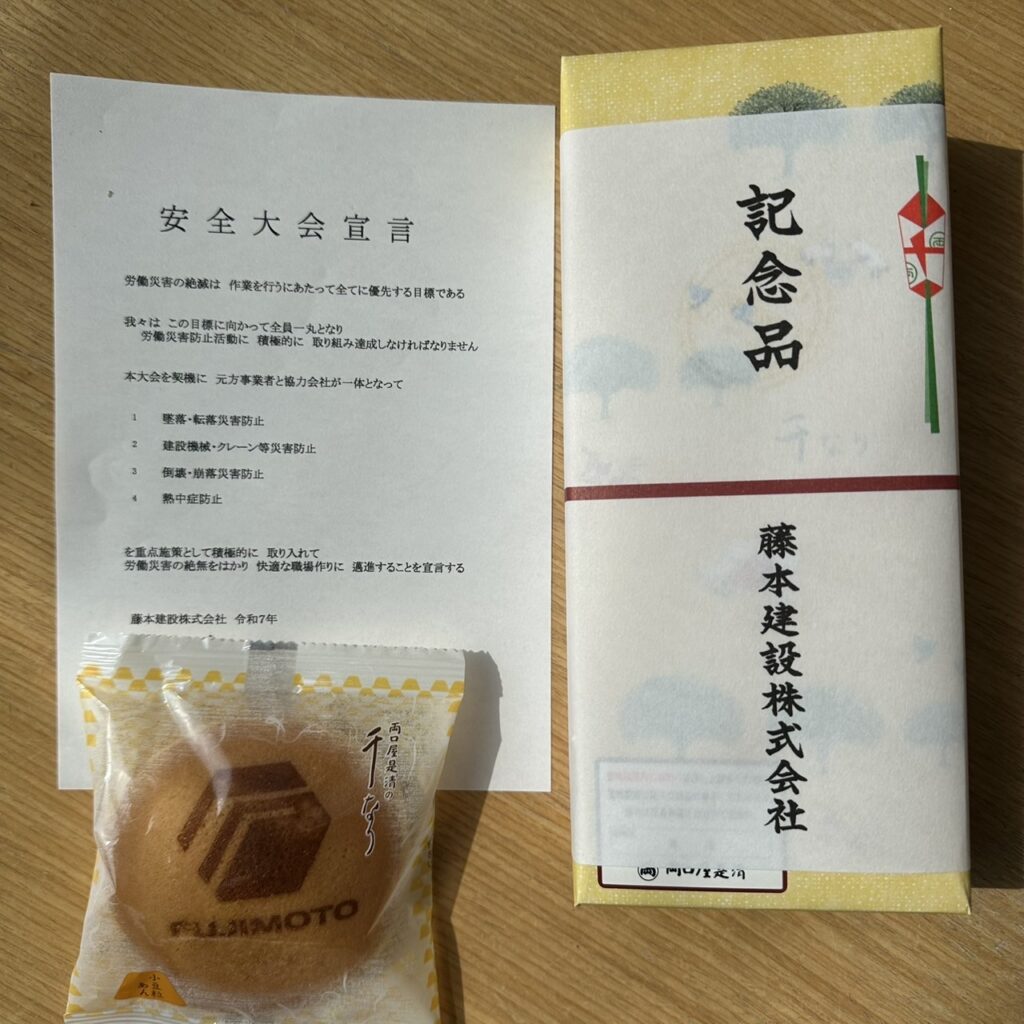 安全大会宣言
労働災害の絶滅は 作業を行うにあたって全てに優先する目標である
我々は この目標に向かって全員一丸となり
労働災害防止活動に 積極的に 取り組み達成しなければなりません
本大会を契機に 元方事業者と協力会社が一体となって
1 墜落・転落災害防止
2 建設機械・クレーン等災害防止
3 倒壊・崩落災害防止
4 熱中症防止
を重点施策として積極的に 取り入れて
労働災害の絶無をはかり 快適な職場作りに 邁進することを宣言する
藤本建設株式会社 令和7年
両口屋是清の
千なり
FUJIMOTO
小豆粒
あん
記念品
藤本建設株式会社
千なり
両口屋是清